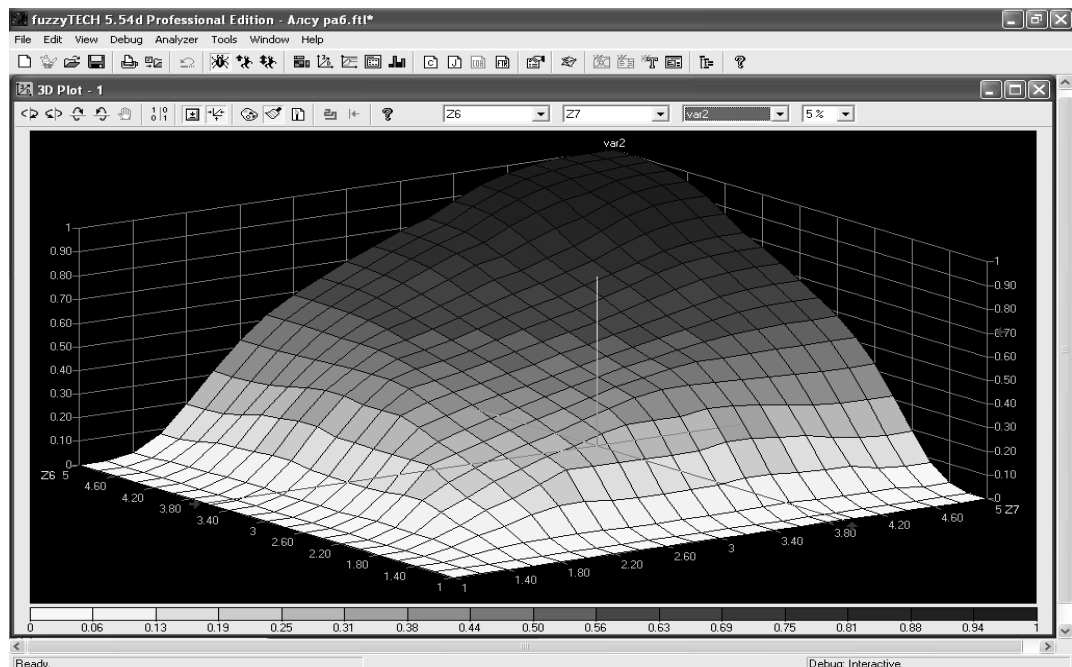 fuzzyTECH 5.54d Professional Edition - Алсу раб.ftl*
File Edit View Debug Analyzer Tools Window Help
3D Plot - 1
Z6 Z7 var2 5 %
var2
1
0.90
0.80
0.70
0.60
0.50
0.40
0.30
0.20
0.10
0
1
0.90
0.80
0.70
0.60
0.50
0.40
0.30
0.20
0.10
0
Z6 5 4.60 4.20 3.80 3.40 3 2.60 2.20 1.80 1.40 1
1 1.40 1.80 2.20 2.60 3 3.40 3.80 4.20 4.60 5 Z7
0 0.06 0.13 0.19 0.25 0.31 0.38 0.44 0.50 0.56 0.63 0.69 0.75 0.81 0.88 0.94 1
Ready. Debug: Interactive